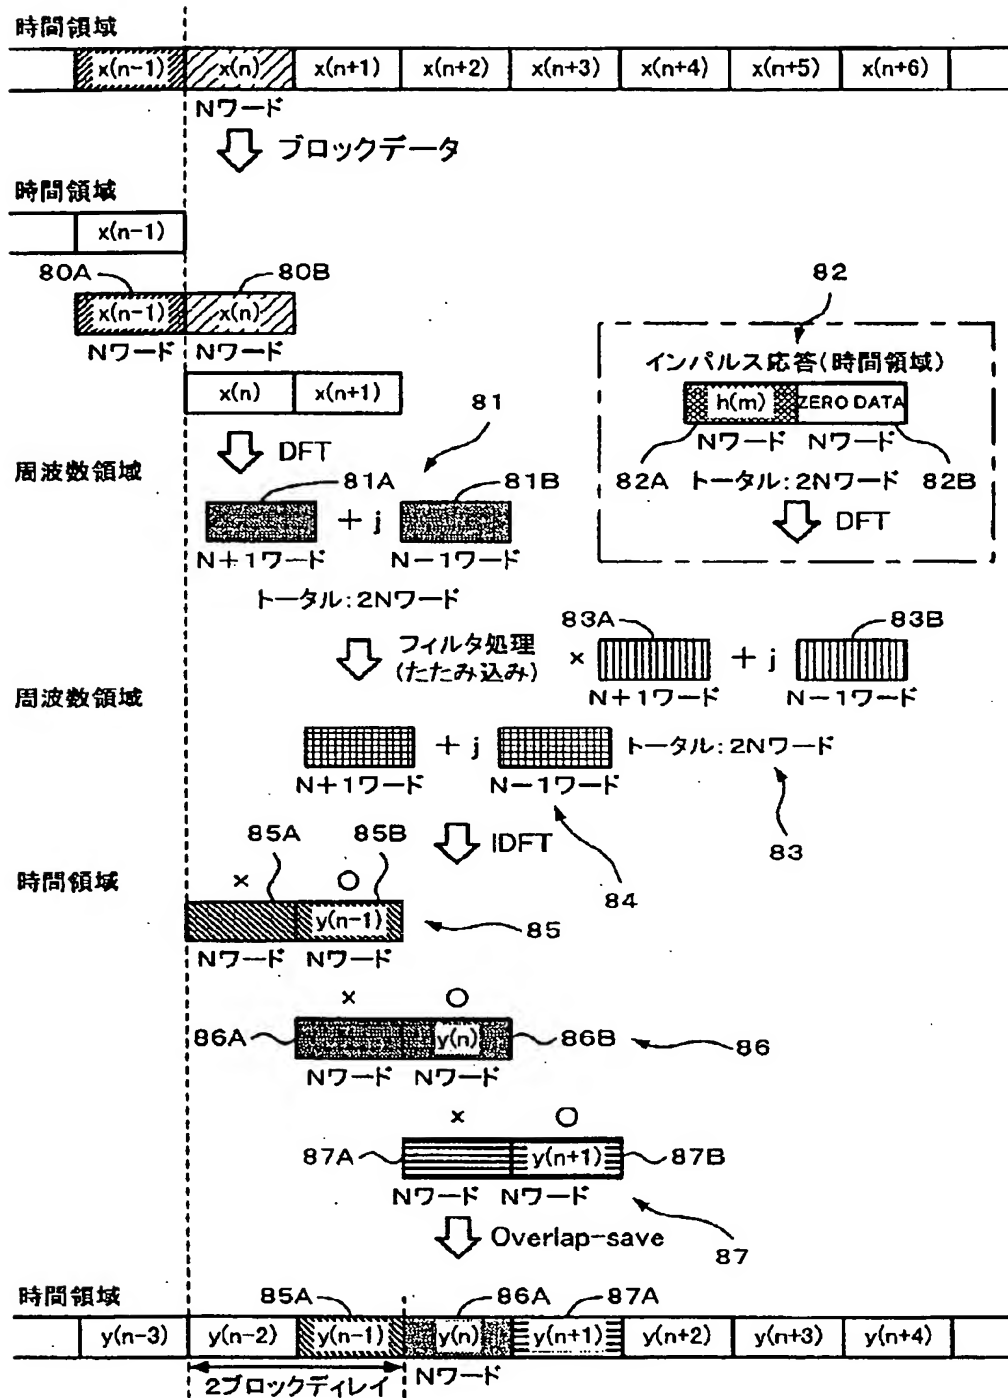 時間領域
x(n-1) x(n) x(n+1) x(n+2) x(n+3) x(n+4) x(n+5) x(n+6)
Nワード
ブロックデータ
時間領域
x(n-1)
80A 80B 82
x(n-1) x(n)
Nワード Nワード
インパルス応答(時間領域)
x(n) x(n+1)
h(m) ZERO DATA
Nワード Nワード
81
DFT
82A トータル:2Nワード 82B
周波数領域
81A 81B
DFT
+ j
N+1ワード N-1ワード
トータル:2Nワード
83A 83B
フィルタ処理
(たたみ込み)
× + j
N+1ワード N-1ワード
周波数領域
+ j トータル:2Nワード
N+1ワード N-1ワード
85A 85B IDFT 84 83
時間領域
× ○
y(n-1) 85
Nワード Nワード
× ○
86A y(n) 86B 86
Nワード Nワード
× ○
87A y(n+1) 87B
Nワード Nワード
Overlap-save 87
時間領域
85A 86A 87A
y(n-3) y(n-2) y(n-1) y(n) y(n+1) y(n+2) y(n+3) y(n+4)
2ブロックディレイ Nワード